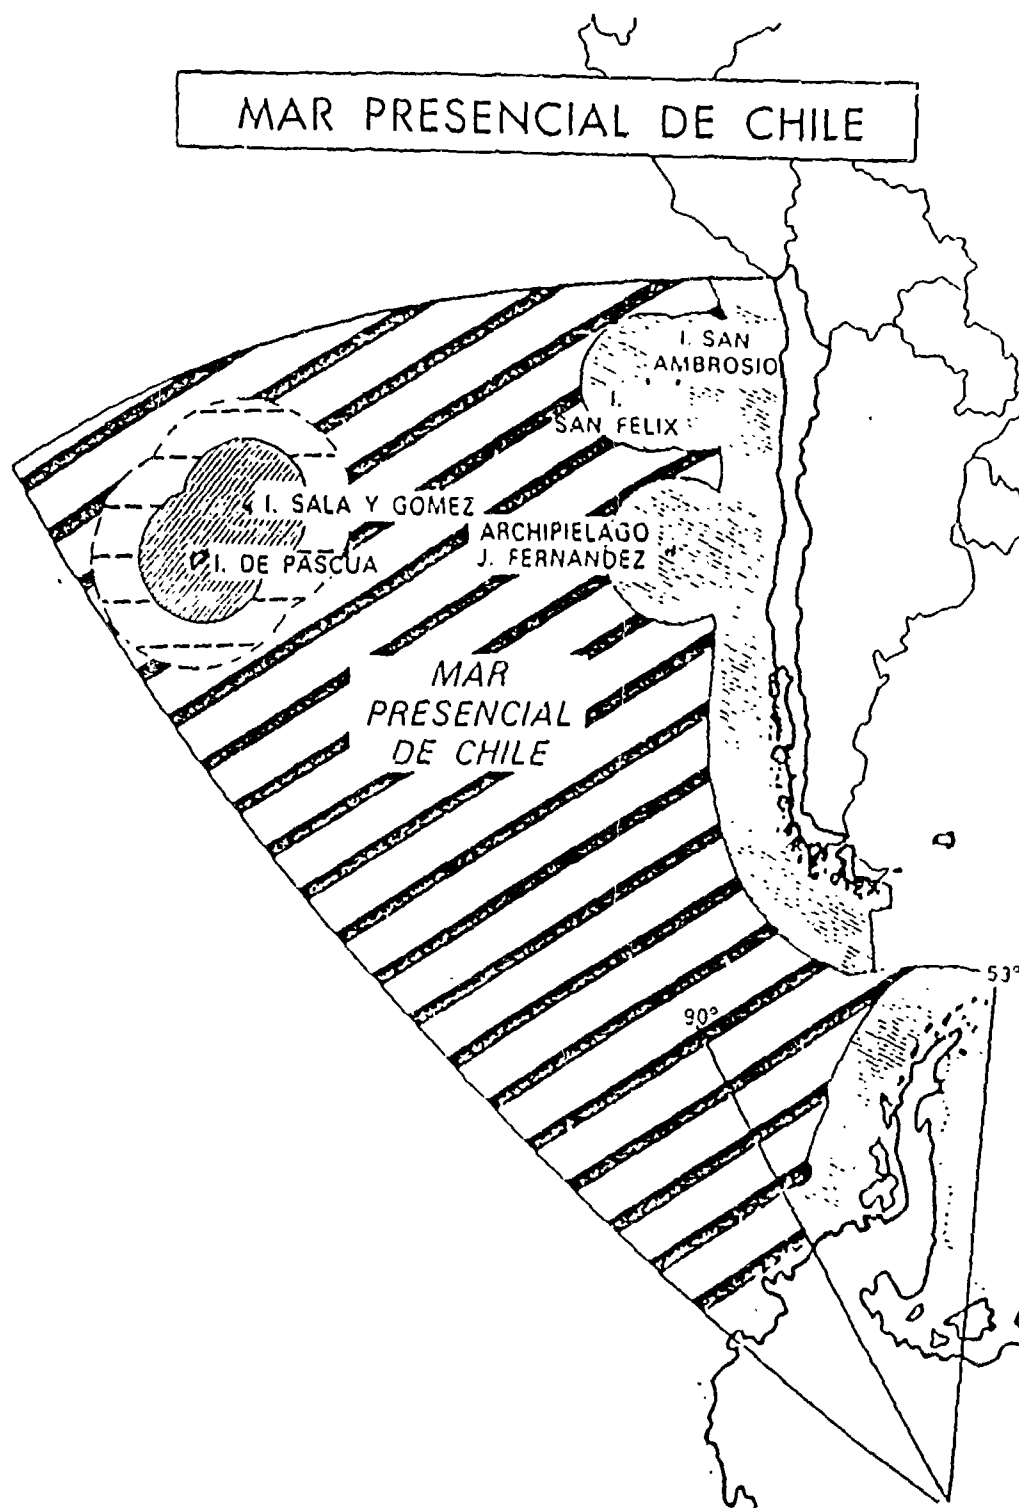 MAR PRESENCIAL DE CHILE
I. SAN
AMBROSIO
I.
SAN FELIX
I. SALA Y GOMEZ
ARCHIPIELAGO
J. FERNANDEZ
I. DE PASCUA
MAR
PRESENCIAL
DE CHILE
53°
90°